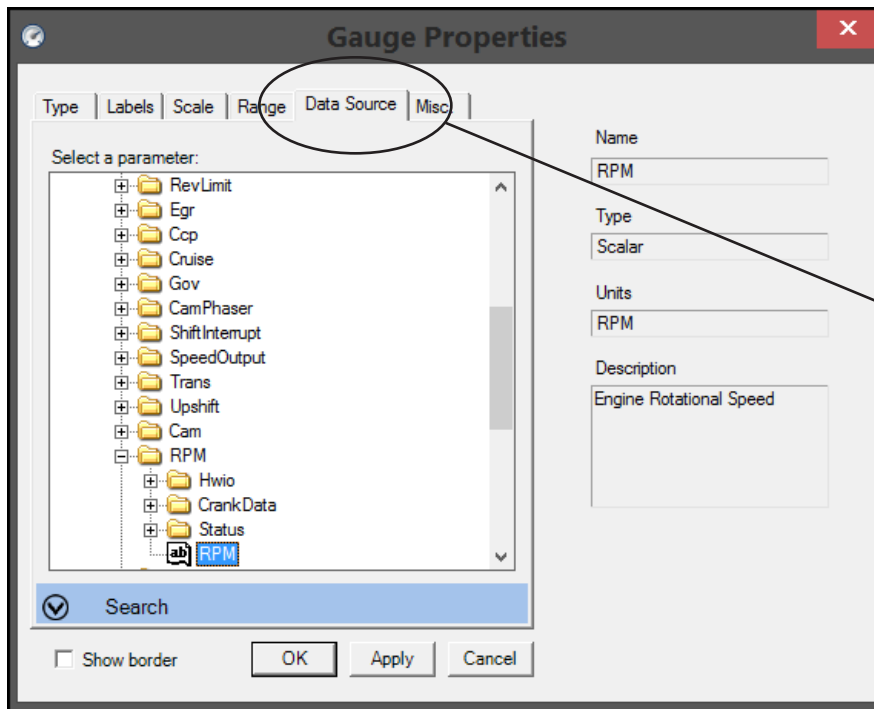 Gauge Properties
Type Labels Scale Range Data Source Misc.
Select a parameter:
RevLimit
Egr
Ccp
Cruise
Gov
CamPhaser
ShiftInterrupt
SpeedOutput
Trans
Upshift
Cam
RPM
Hwio
CrankData
Status
ab RPM
Search
Show border OK Apply Cancel
Name
RPM
Type
Scalar
Units
RPM
Description
Engine Rotational Speed